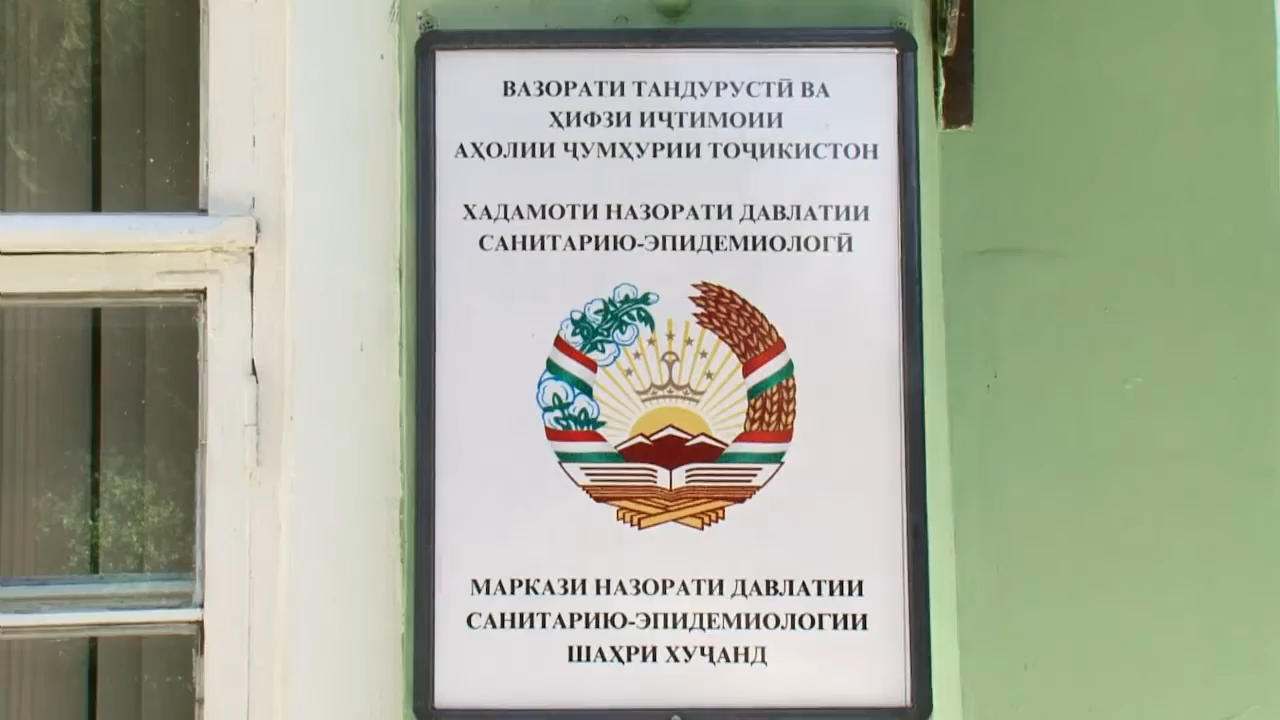 ВАЗОРАТИ ТАНДУРУСТӢ ВА
ҲИФЗИ ИҶТИМОИИ
АҲОЛИИ ҶУМҲУРИИ ТОҶИКИСТОН
ХАДАМОТИ НАЗОРАТИ ДАВЛАТИИ
САНИТАРИЮ-ЭПИДЕМИОЛОГӢ
МАРКАЗИ НАЗОРАТИ ДАВЛАТИИ
САНИТАРИЮ-ЭПИДЕМИОЛОГИИ
ШАҲРИ ХУҶАНД